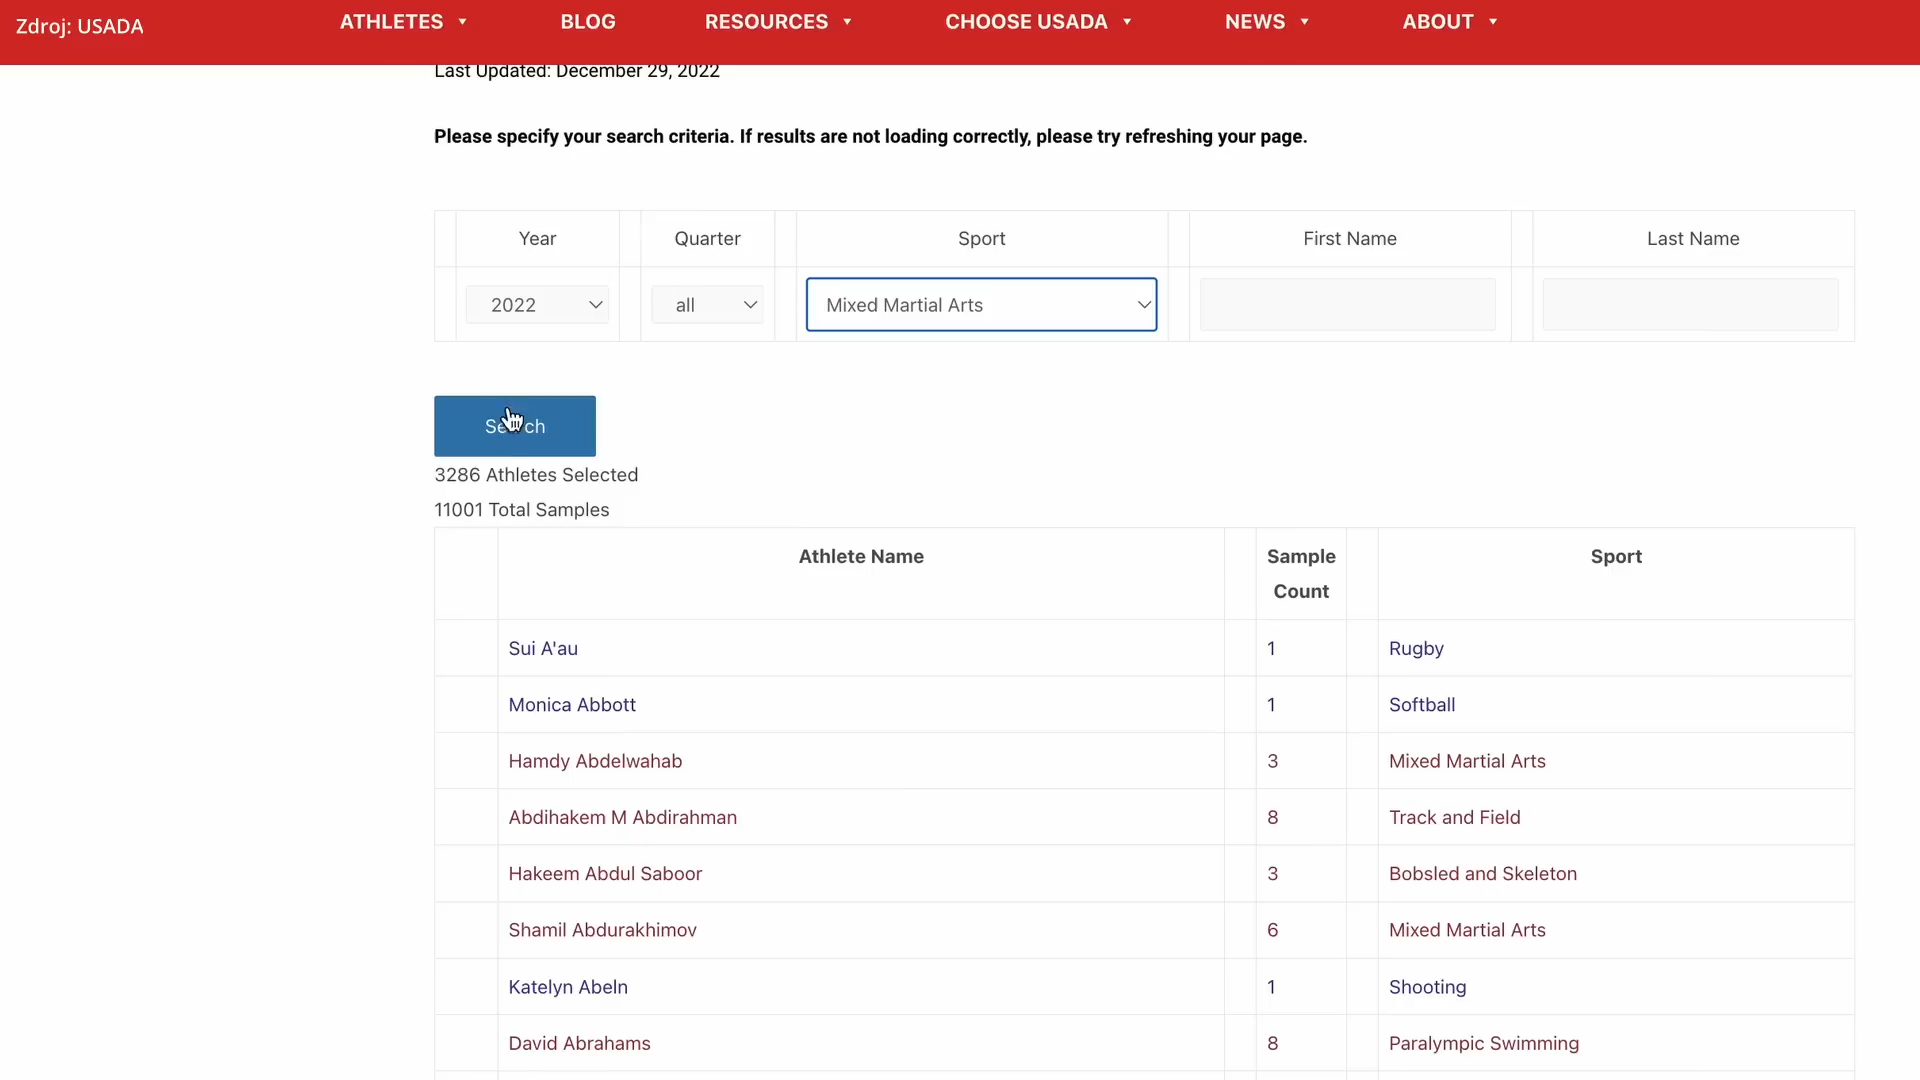 Zdroj: USADA
ATHLETES BLOG RESOURCES CHOOSE USADA NEWS ABOUT
Last Updated: December 29, 2022
Please specify your search criteria. If results are not loading correctly, please try refreshing your page.
Year Quarter Sport First Name Last Name
2022 all Mixed Martial Arts
Search
3286 Athletes Selected
11001 Total Samples
Athlete Name Sample Count Sport
Sui A'au 1 Rugby
Monica Abbott 1 Softball
Hamdy Abdelwahab 3 Mixed Martial Arts
Abdihakem M Abdirahman 8 Track and Field
Hakeem Abdul Saboor 3 Bobsled and Skeleton
Shamil Abdurakhimov 6 Mixed Martial Arts
Katelyn Abeln 1 Shooting
David Abrahams 8 Paralympic Swimming